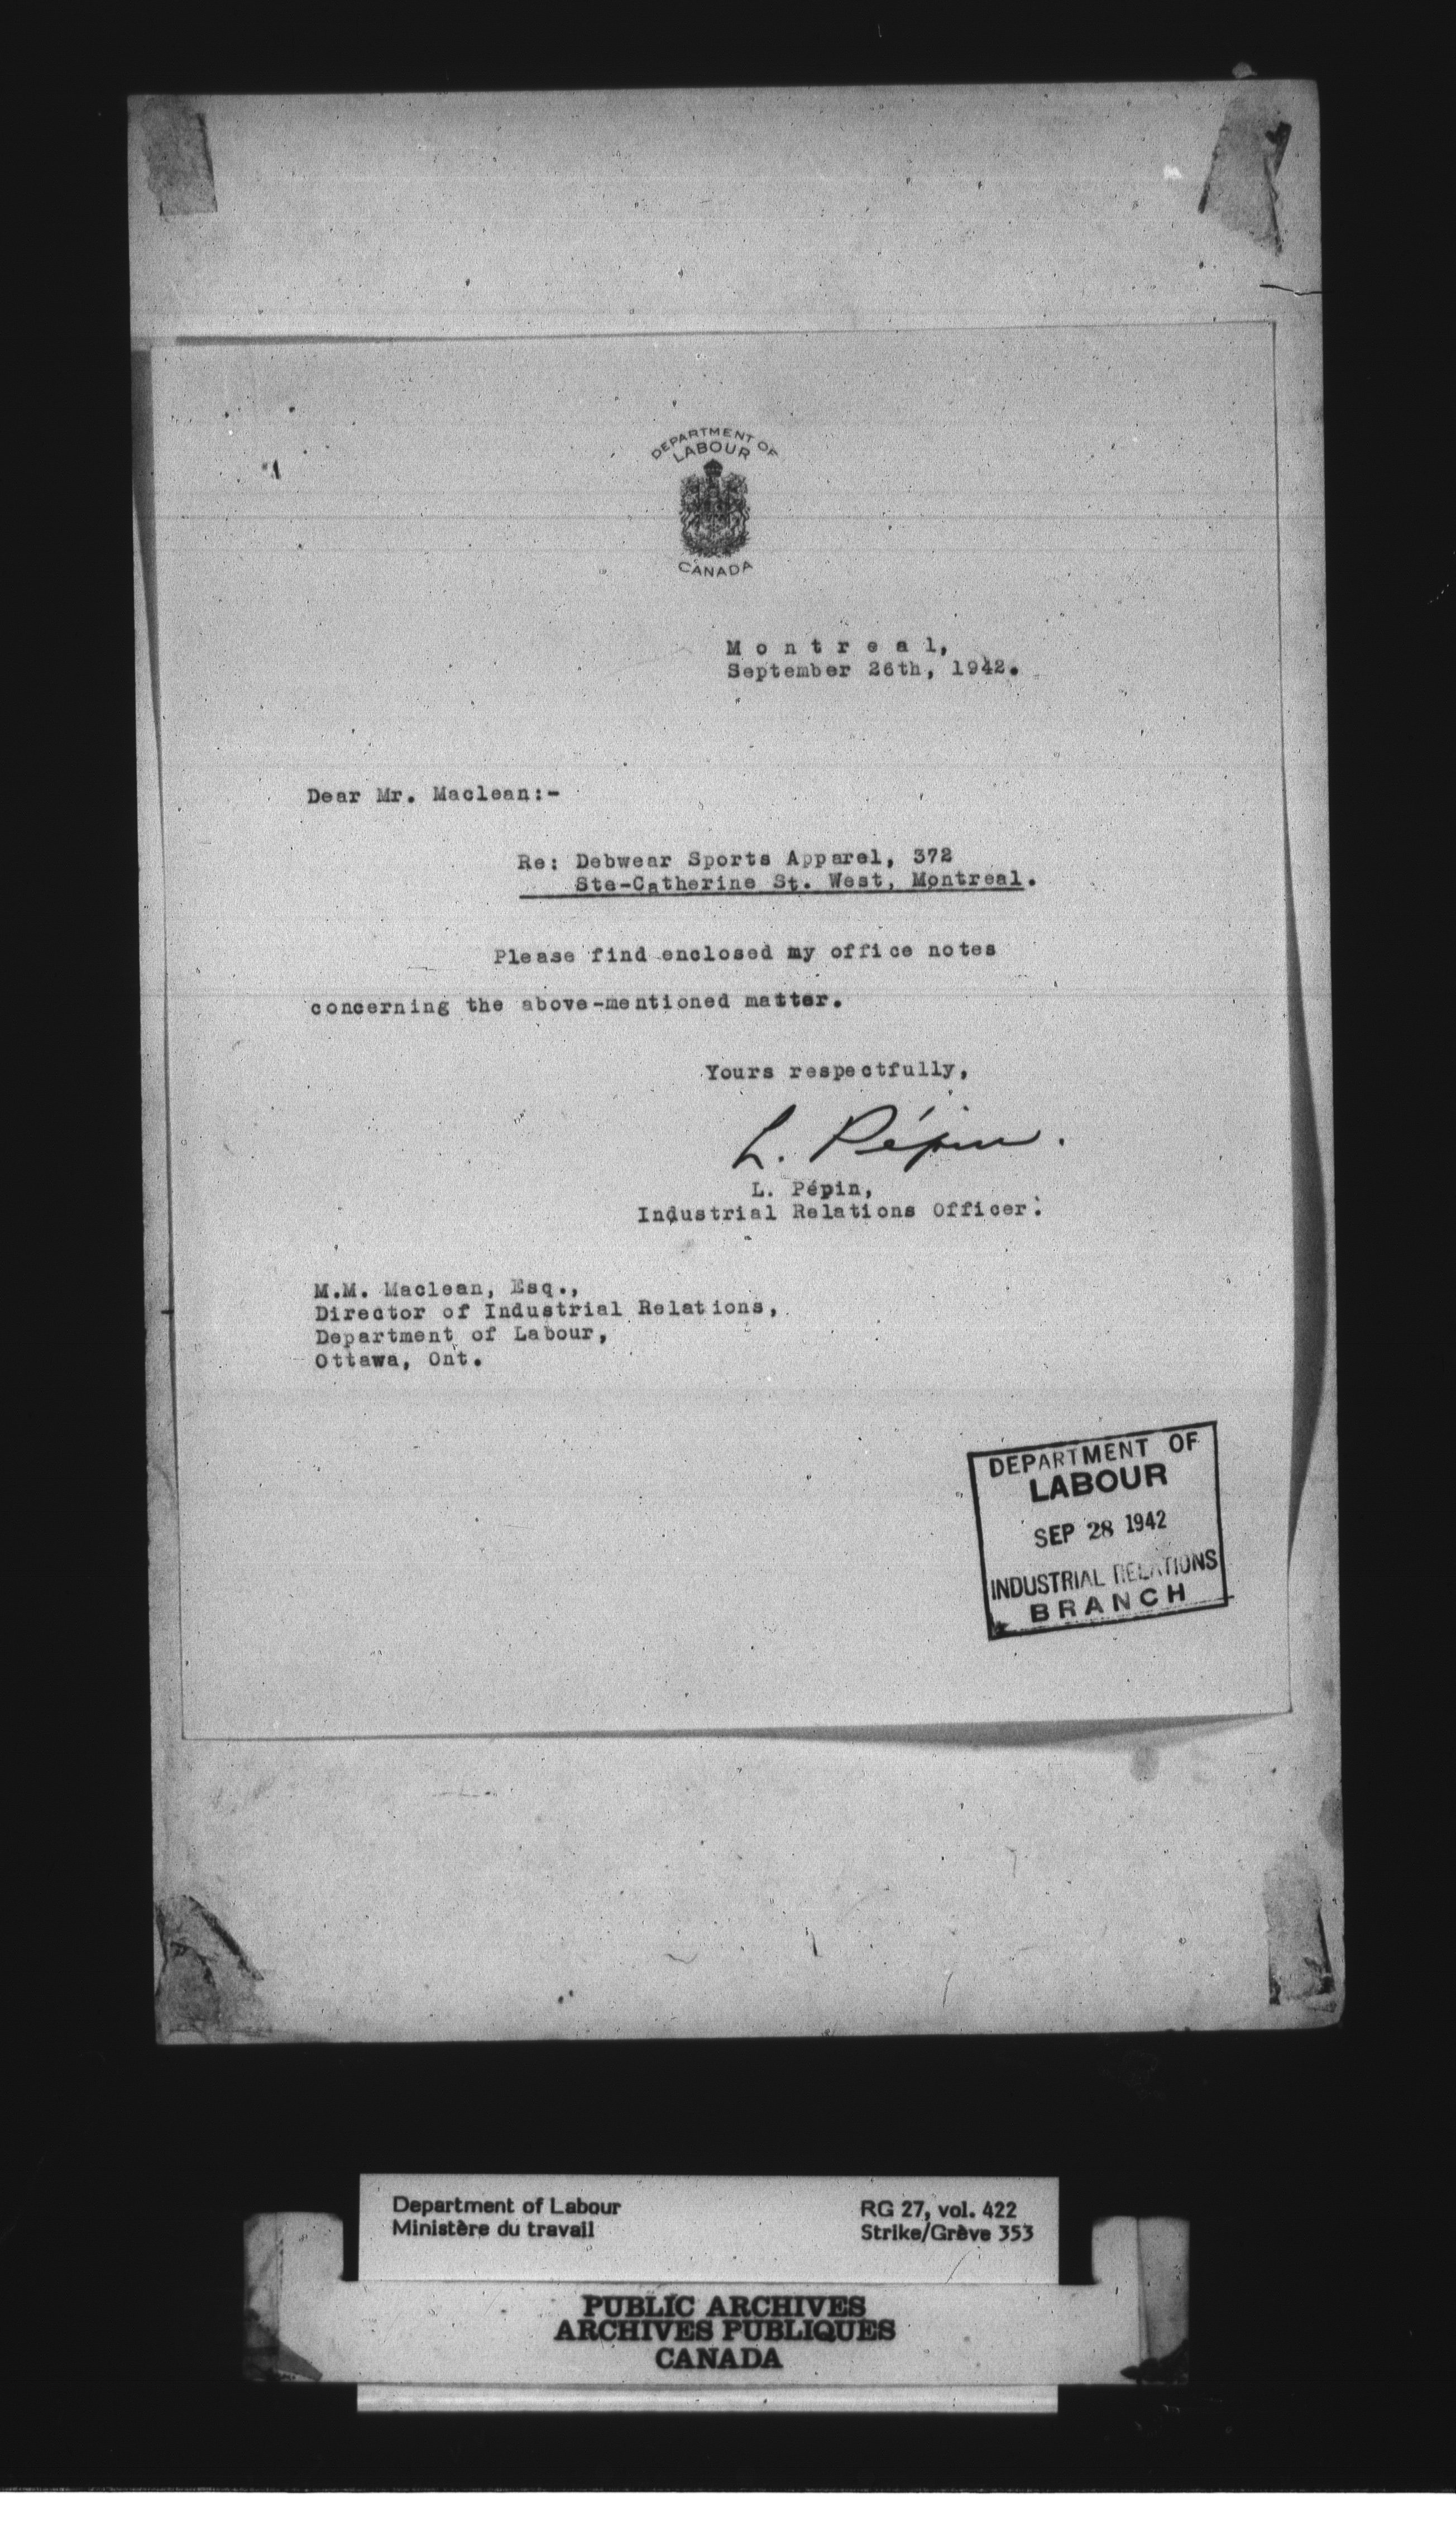 DEPARTMENT OF
LABOUR
CANADA
Montreal,
September 26th, 1942.
Dear Mr. Maclean:-
Re: Debwear Sports Apparel, 372
Ste-Catherine St. West, Montreal.
Please find enclosed my office notes
concerning the above-mentioned matter.
Yours respectfully,
L. Pépin.
L. Pépin,
Industrial Relations Officer.
M.M. Maclean, Esq.,
Director of Industrial Relations,
Department of Labour,
Ottawa, Ont.
DEPARTMENT OF
LABOUR
SEP 28 1942
INDUSTRIAL RELATIONS
BRANCH
Department of Labour
Ministère du travail
RG 27, vol. 422
Strike/Grève 353
PUBLIC ARCHIVES
ARCHIVES PUBLIQUES
CANADA